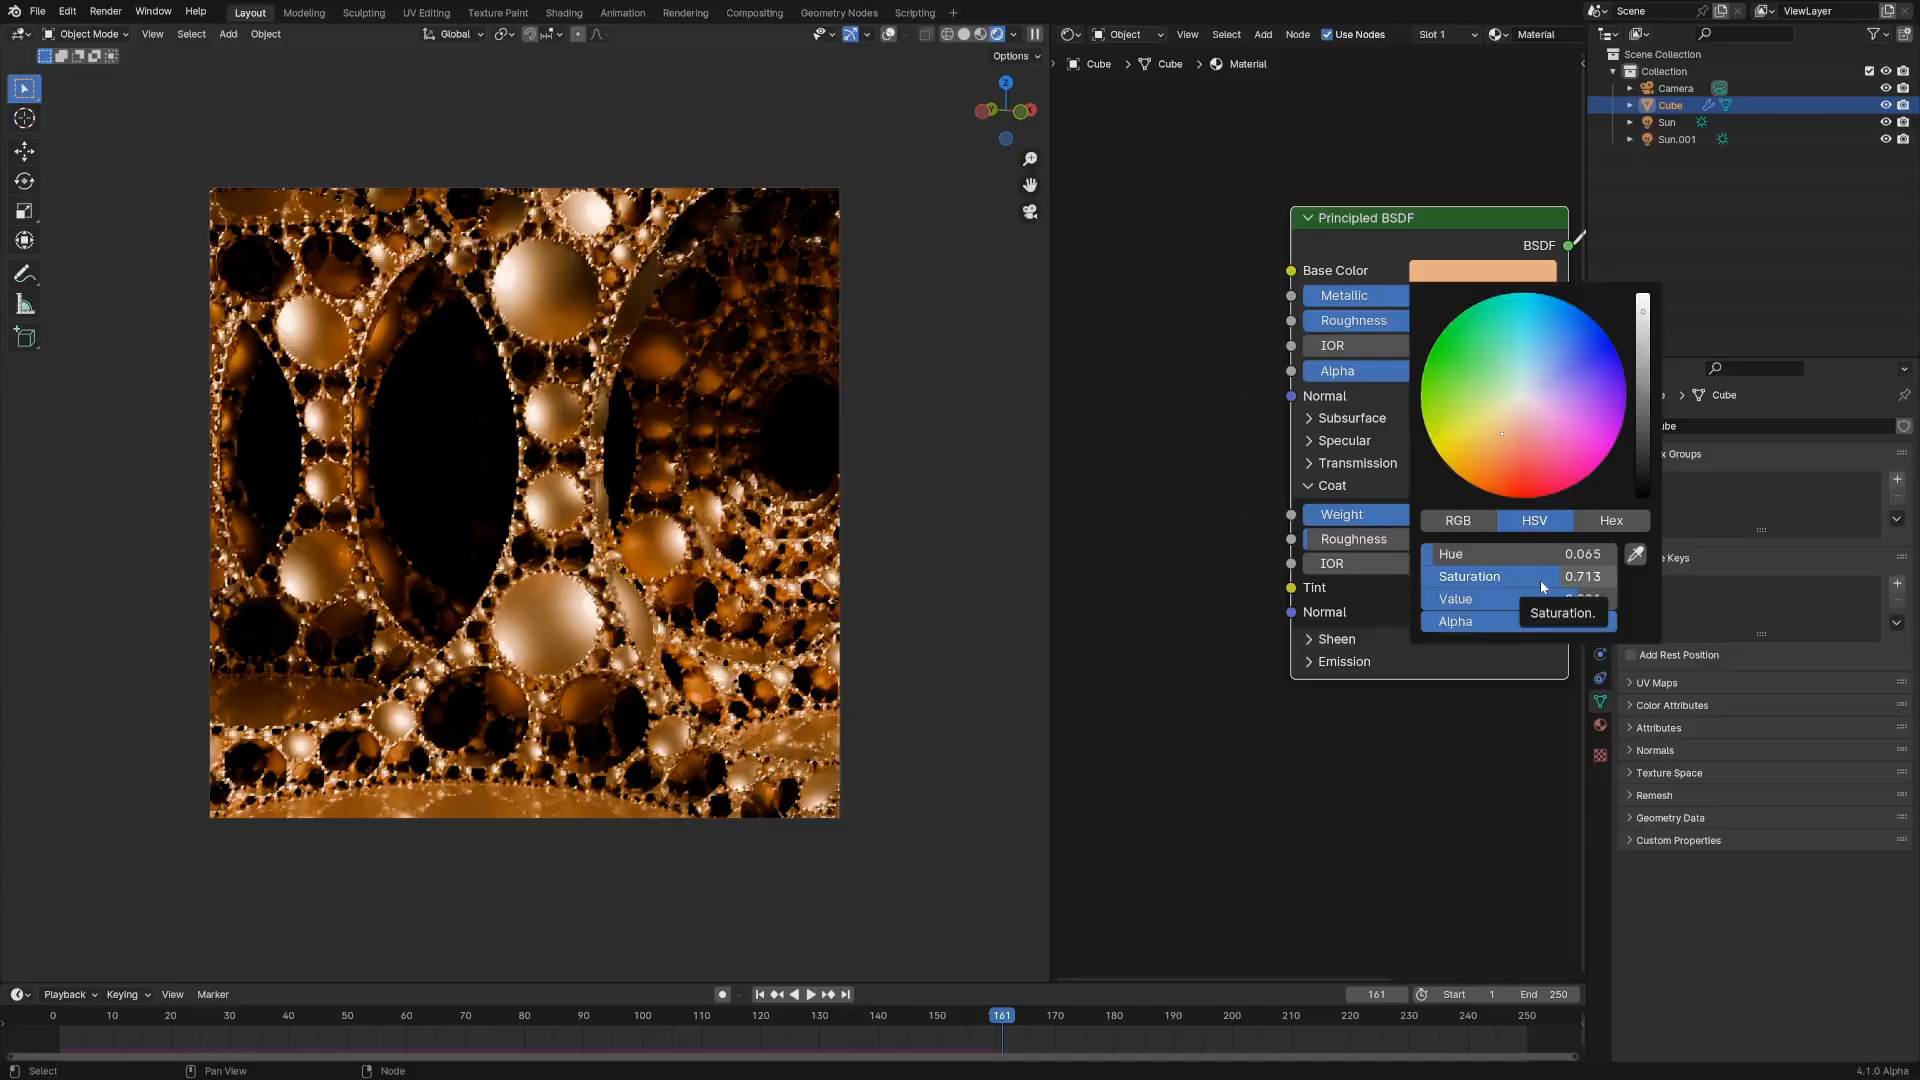 File Edit Render Window Help Layout Modeling Sculpting UV Editing Texture Paint Shading Animation Rendering Compositing Geometry Nodes Scripting + Scene ViewLayer
Object Mode View Select Add Object Global Object View Select Add Node Use Nodes Slot 1 Material
Options
Scene Collection
Cube > Cube > Material
Collection
Camera
Cube
Sun
Sun.001
Z
Y
X
Principled BSDF
BSDF
Base Color
Metallic
Roughness
IOR
Alpha
Normal
Subsurface
Specular
Transmission
Coat
Weight
Roughness
IOR
Tint
Normal
Sheen
Emission
RGB HSV Hex
Hue 0.065
Saturation 0.713
Value
Saturation.
Alpha
Cube
ube
x Groups
e Keys
Add Rest Position
UV Maps
Color Attributes
Attributes
Normals
Texture Space
Remesh
Geometry Data
Custom Properties
Playback Keying View Marker 161 Start 1 End 250
0 10 20 30 40 50 60 70 80 90 100 110 120 130 140 150 161 170 180 190 200 210 220 230 240 250
Select Pan View Node 4.1.0 Alpha